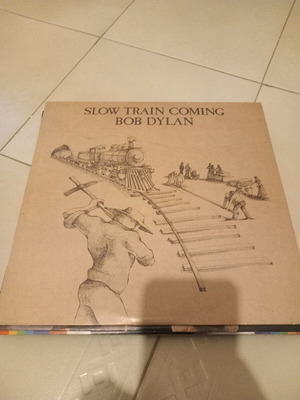 SLOW TRAIN COMING
BOB DYLAN